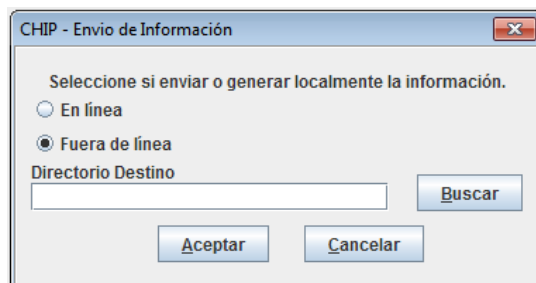 CHIP - Envio de Información
Seleccione si enviar o generar localmente la información.
En línea
Fuera de línea
Directorio Destino
Buscar
Aceptar
Cancelar